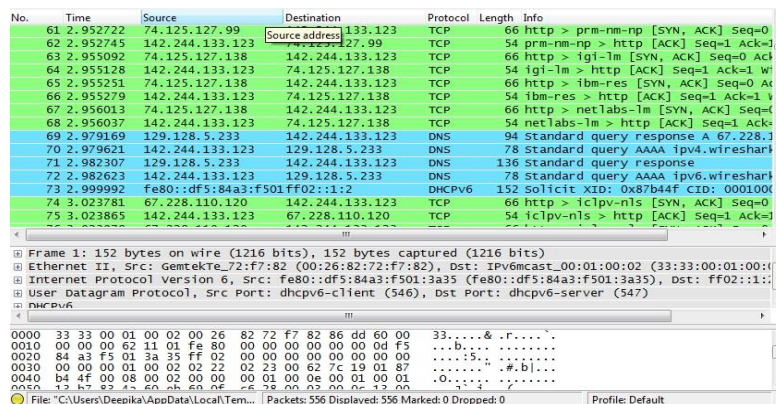 No. Time Source Destination Protocol Length Info
61 2.952722 74.125.127.99 142.244.133.123 TCP 66 http > prm-nm-np [SYN, ACK] Seq=0
Source address
62 2.952745 142.244.133.123 74.125.127.99 TCP 54 prm-nm-np > http [ACK] Seq=1 Ack=1
63 2.955092 74.125.127.138 142.244.133.123 TCP 66 http > igi-lm [SYN, ACK] Seq=0 Ack
64 2.955128 142.244.133.123 74.125.127.138 TCP 54 igi-lm > http [ACK] Seq=1 Ack=1 Wi
65 2.955251 74.125.127.138 142.244.133.123 TCP 66 http > ibm-res [SYN, ACK] Seq=0 A
66 2.955279 142.244.133.123 74.125.127.138 TCP 54 ibm-res > http [ACK] Seq=1 Ack=1
67 2.956013 74.125.127.138 142.244.133.123 TCP 66 http > netlabs-lm [SYN, ACK] Seq=
68 2.956037 142.244.133.123 74.125.127.138 TCP 54 netlabs-lm > http [ACK] Seq=1 Ack=
69 2.979169 129.128.5.233 142.244.133.123 DNS 94 Standard query response A 67.228.1
70 2.979621 142.244.133.123 129.128.5.233 DNS 78 Standard query AAAA ipv4.wireshark
71 2.982307 129.128.5.233 142.244.133.123 DNS 136 Standard query response
72 2.982623 142.244.133.123 129.128.5.233 DNS 78 Standard query AAAA ipv6.wireshark
73 2.999992 fe80::df5:84a3:f501 ff02::1:2 DHCPv6 152 Solicit XID: 0x87b44f CID: 0001000
74 3.023781 67.228.110.120 142.244.133.123 TCP 66 http > iclpv-nls [SYN, ACK] Seq=0
75 3.023865 142.244.133.123 67.228.110.120 TCP 54 iclpv-nls > http [ACK] Seq=1 Ack=1
Frame 1: 152 bytes on wire (1216 bits), 152 bytes captured (1216 bits)
Ethernet II, Src: GemtekTe_72:f7:82 (00:26:82:72:f7:82), Dst: IPv6mcast_00:01:00:02 (33:33:00:01:00:0
Internet Protocol Version 6, Src: fe80::df5:84a3:f501:3a35 (fe80::df5:84a3:f501:3a35), Dst: ff02::1:2
User Datagram Protocol, Src Port: dhcpv6-client (546), Dst Port: dhcpv6-server (547)
DHCPv6
0000 33 33 00 01 00 02 00 26 82 72 f7 82 86 dd 60 00 33.....& .r....`.
0010 00 00 00 62 11 01 fe 80 00 00 00 00 00 00 0d f5 ...b.... ........
0020 84 a3 f5 01 3a 35 ff 02 00 00 00 00 00 00 00 00 ....:5.. ........
0030 00 00 00 01 00 02 02 22 02 23 00 62 7c 19 01 87 ......." .#.b|...
0040 b4 4f 00 08 00 02 00 00 00 01 00 0e 00 01 00 01 .O...... ........
File: "C:\Users\Deepika\AppData\Local\Tem... Packets: 556 Displayed: 556 Marked: 0 Dropped: 0 Profile: Default